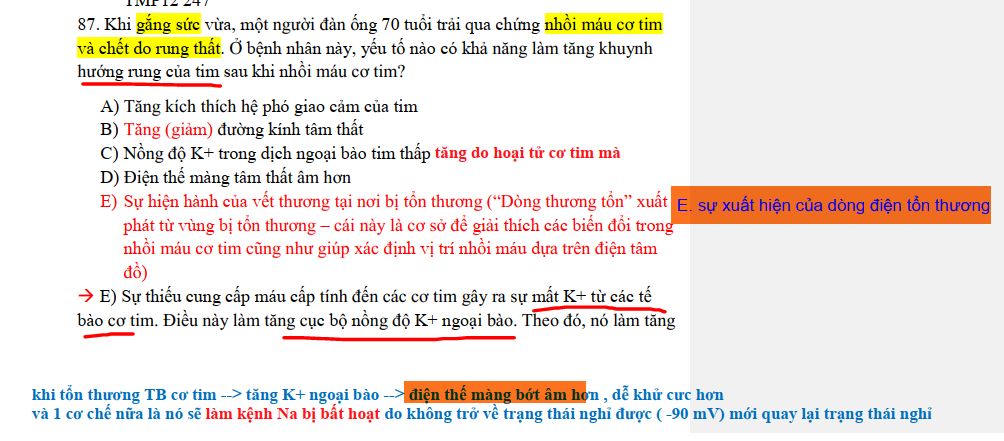 TMP12 247
87. Khi gắng sức vừa, một người đàn ống 70 tuổi trải qua chứng nhồi máu cơ tim
và chết do rung thất. Ở bệnh nhân này, yếu tố nào có khả năng làm tăng khuynh
hướng rung của tim sau khi nhồi máu cơ tim?
A) Tăng kích thích hệ phó giao cảm của tim
B) Tăng (giảm) đường kính tâm thất
C) Nồng độ K+ trong dịch ngoại bào tim thấp tăng do hoại tử cơ tim mà
D) Điện thế màng tâm thất âm hơn
E) Sự hiện hành của vết thương tại nơi bị tổn thương (“Dòng thương tổn” xuất
E. sự xuất hiện của dòng điện tổn thương
phát từ vùng bị tổn thương – cái này là cơ sở để giải thích các biến đổi trong
nhồi máu cơ tim cũng như giúp xác định vị trí nhồi máu dựa trên điện tâm
đồ)
→ E) Sự thiếu cung cấp máu cấp tính đến các cơ tim gây ra sự mất K+ từ các tế
bào cơ tim. Điều này làm tăng cục bộ nồng độ K+ ngoại bào. Theo đó, nó làm tăng
khi tổn thương TB cơ tim --> tăng K+ ngoại bào --> điện thế màng bớt âm hơn , dễ khử cưc hơn
và 1 cơ chế nữa là nó sẽ làm kệnh Na bị bất hoạt do không trở về trạng thái nghỉ được ( -90 mV) mới quay lại trạng thái nghỉ